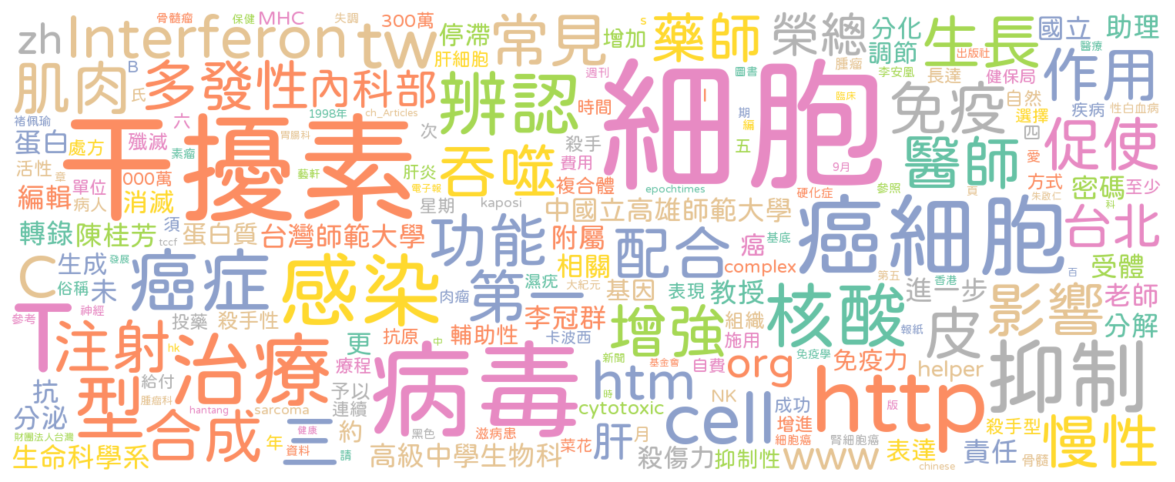 zh Interferon tw 停滯 常見 增加 藥師 榮總 分化 生長 國立 助理
骨髓瘤 保健 MHC 失調 300萬 肝細胞 s 腫瘤 調節 李安凰 出版社 醫療
肌肉 B 氏 多發性 內科部 辨認 週刊 時間 細胞 圖書 臨床 免疫 長達 健保局 自然 作用
褚佩瑜 六 1998年 ch_Articles 次 殺手 期 編 五 選擇 四 疾病 性白血病
蛋白 處方 殲滅 素瘤 胃腸科 干擾素 肝炎 吞噬 費用 I 9月 醫師 愛 促使
活性 章 000萬 藝軒 電子報 複合體 epochtimes 硬化症 參照 頁 方式 朱啟仁 密碼 至少
編輯 單位 病人 消滅 星期 kaposi 中國立高雄師範大學 癌細胞 科 台北
轉錄 陳桂芳 須 tccf 蛋白質 台灣師範大學 功能 附屬 配合 癌 基底
C 生成 俗稱 未 發展 癌症 感染 第一 濕疣 相關 complex 第五 香港 百 受體
肉瘤 大紀元 基因 表現 教授 核酸 進一步 影響 老師
參考 神經 T 注射 投藥 殺手性 更 抗原 輔助性 李冠群 卡波西 增強 組織 施用 報紙 皮 分解
hk 治療 療程 中 病毒 新聞 基金會 自費 免疫學 免疫力 抑制
抗 型 給付 予以 連續 時 htm org NK helper http
分泌 腫瘤科 hantang sarcoma 約 cytotoxic cell 成功 增進 版 殺手型
財團法人台灣 合成 健康 三 黑色 滋病患 菜花 肝 細胞癌 腎細胞癌 表達 責任 慢性
生命科學系 年 資料 請 高級中學生物科 月 殺傷力 抑制性 www chinese 骨髓